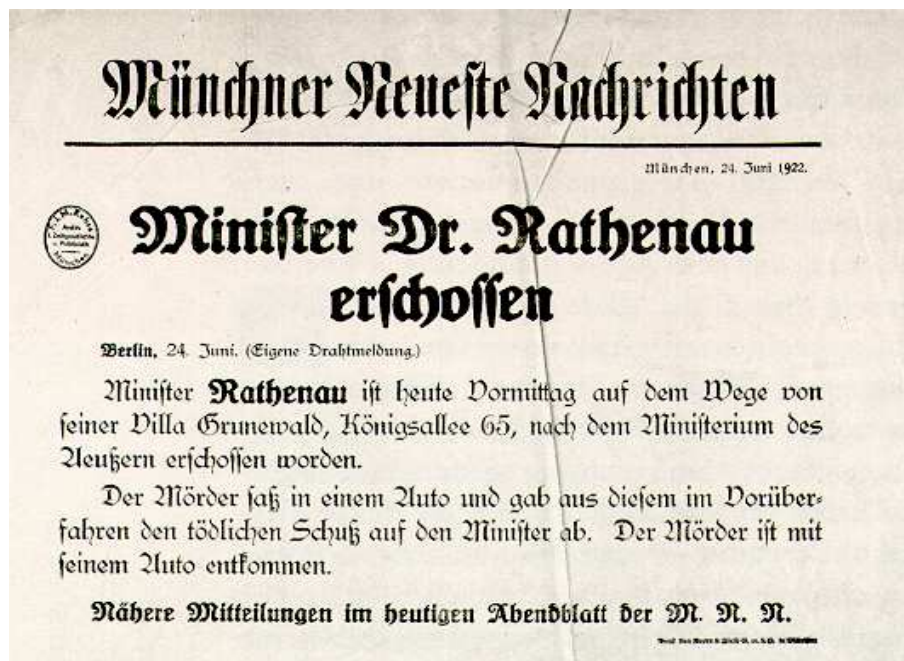 Münchner Neueste Nachrichten
München, 24. Juni 1922.
Minister Dr. Rathenau
erschossen
Berlin, 24. Juni. (Eigene Drahtmeldung.)
Minister Rathenau ist heute Vormittag auf dem Wege von
seiner Villa Grunewald, Königsallee 65, nach dem Ministerium des
Aeußern erschossen worden.
Der Mörder saß in einem Auto und gab aus diesem im Vorüber-
fahren den tödlichen Schuß auf den Minister ab. Der Mörder ist mit
seinem Auto entkommen.
Nähere Mitteilungen im heutigen Abendblatt der M. N. N.